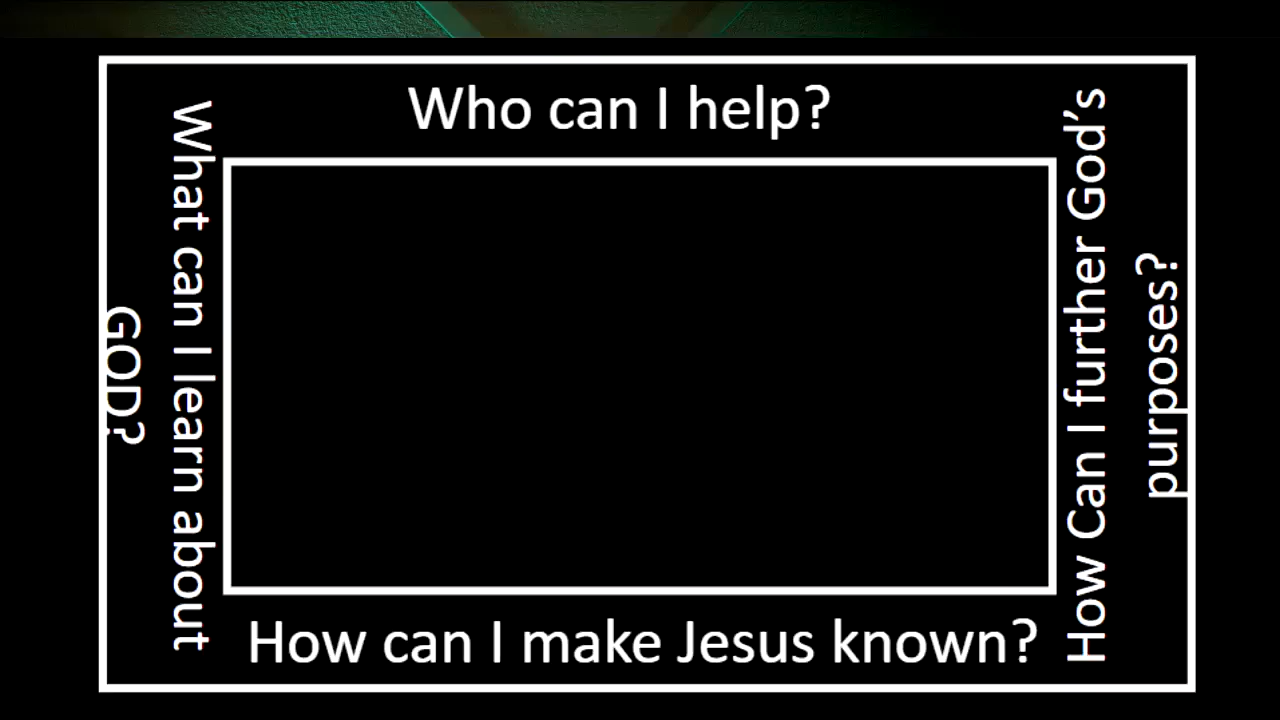 Who can I help?
What can I learn about
GOD?
How Can I further God's
purposes?
How can I make Jesus known?